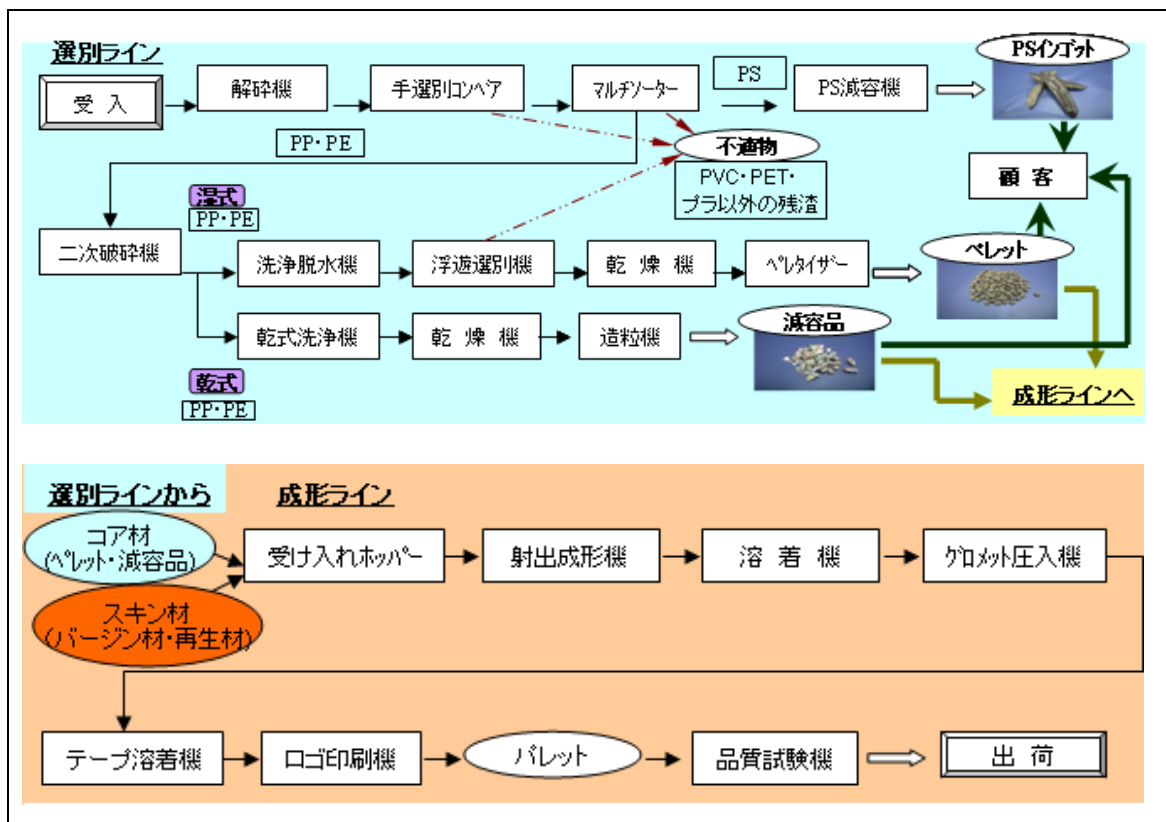 選別ライン
受 入
解砕機
手選別コンベア
マルチソーター
PS
PS減容機
PSインゴット
PP・PE
不適物
PVC・PET・
プラ以外の残渣
顧 客
湿式
PP・PE
二次破砕機
洗浄脱水機
浮遊選別機
乾 燥 機
ペレタイザー
ペレット
乾式洗浄機
乾 燥 機
造粒機
減容品
乾式
PP・PE
成形ラインへ
選別ラインから
成形ライン
コア材
(ペレット・減容品)
スキン材
(バージン材・再生材)
受け入れホッパー
射出成形機
溶 着 機
グロメット圧入機
テープ溶着機
ロゴ印刷機
パレット
品質試験機
出 荷